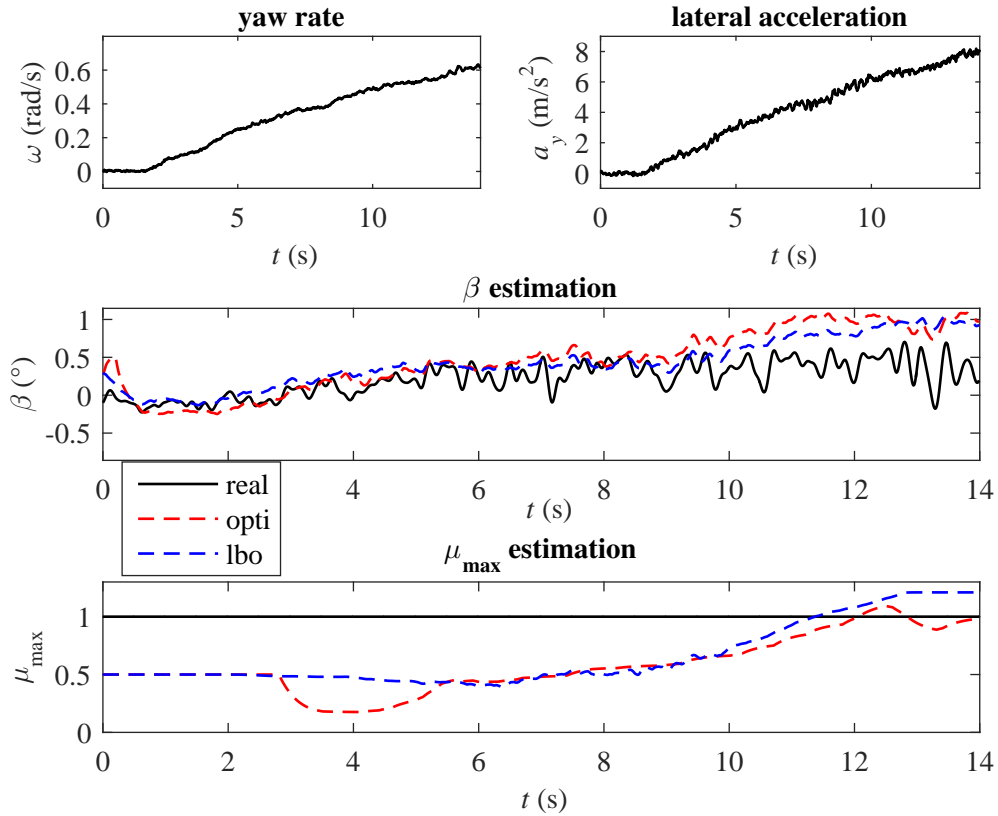 yaw rate
lateral acceleration
ω (rad/s)
0.6
0.4
0.2
0
0 5 10
t (s)
a_y (m/s²)
8
6
4
2
0
0 5 10
t (s)
β estimation
β (°)
1
0.5
0
-0.5
0 2 4 6 8 10 12 14
t (s)
real
opti
lbo
μ_max estimation
μ_max
1
0.5
0
0 2 4 6 8 10 12 14
t (s)